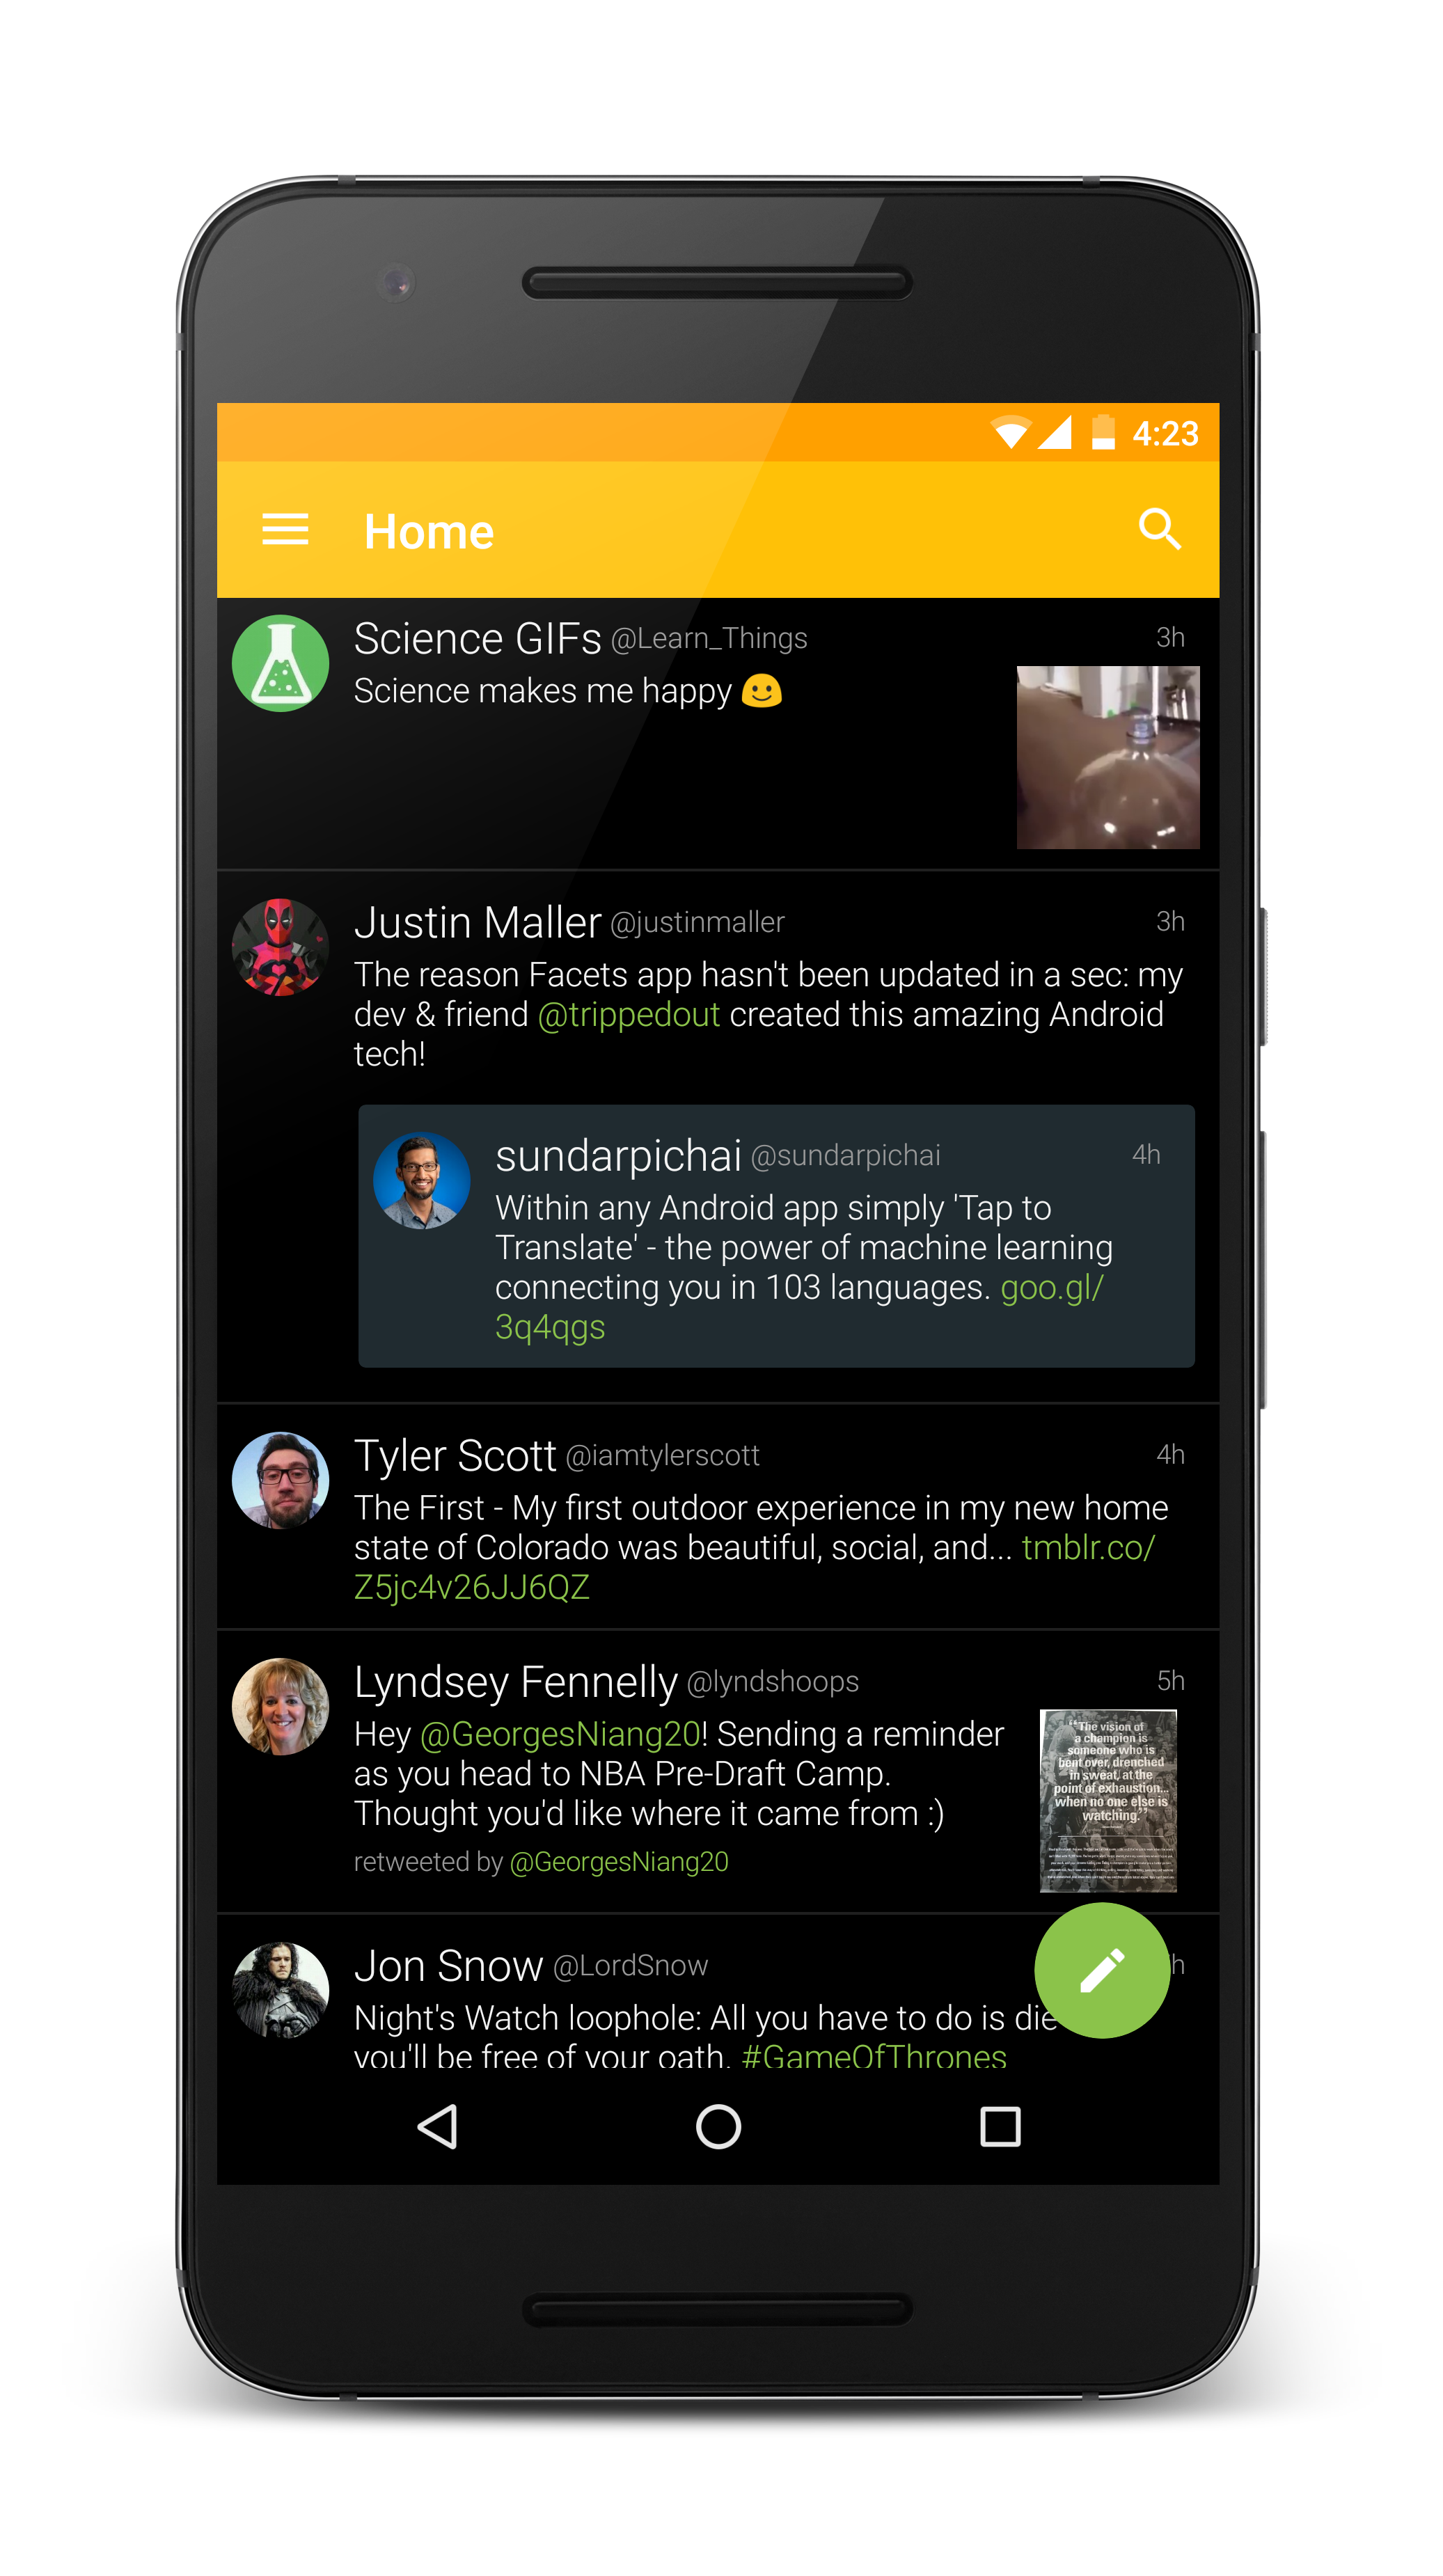 4:23
Home
Science GIFs @Learn_Things 3h
Science makes me happy
Justin Maller @justinmaller 3h
The reason Facets app hasn't been updated in a sec: my
dev & friend @trippedout created this amazing Android
tech!
sundarpichai @sundarpichai 4h
Within any Android app simply 'Tap to
Translate' - the power of machine learning
connecting you in 103 languages. goo.gl/
3q4qgs
Tyler Scott @iamtylerscott 4h
The First - My first outdoor experience in my new home
state of Colorado was beautiful, social, and... tmblr.co/
Z5jc4v26JJ6QZ
Lyndsey Fennelly @lyndshoops 5h
Hey @GeorgesNiang20! Sending a reminder
as you head to NBA Pre-Draft Camp.
Thought you'd like where it came from :)
retweeted by @GeorgesNiang20
“The vision of
a champion is
someone who is
bent over, drenched
in sweat, at the
point of exhaustion...
when no one else is
watching.”
Jon Snow @LordSnow h
Night's Watch loophole: All you have to do is die
you'll be free of your oath. #GameOfThrones